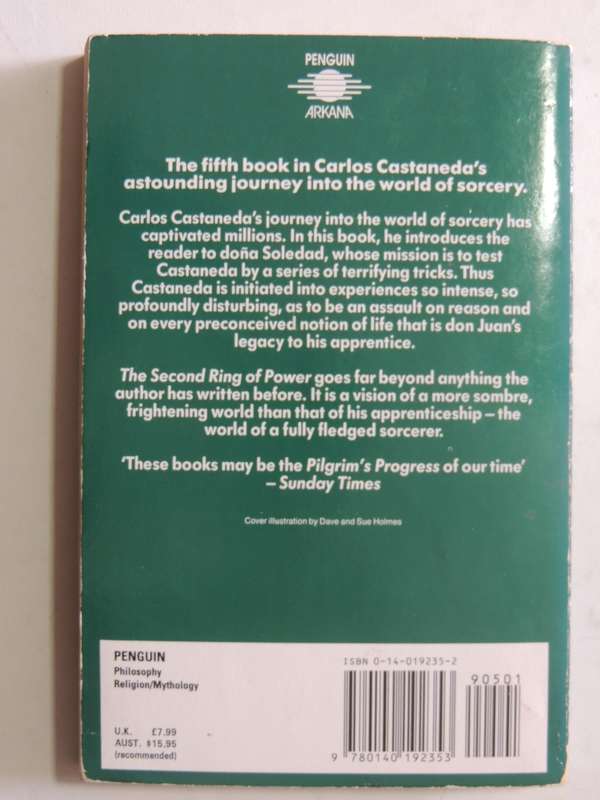 PENGUIN
ARKANA
The fifth book in Carlos Castaneda's
astounding journey into the world of sorcery.
Carlos Castaneda's journey into the world of sorcery has
captivated millions. In this book, he introduces the
reader to doña Soledad, whose mission is to test
Castaneda by a series of terrifying tricks. Thus
Castaneda is initiated into experiences so intense, so
profoundly disturbing, as to be an assault on reason and
on every preconceived notion of life that is don Juan's
legacy to his apprentice.
The Second Ring of Power goes far beyond anything the
author has written before. It is a vision of a more sombre,
frightening world than that of his apprenticeship – the
world of a fully fledged sorcerer.
'These books may be the Pilgrim's Progress of our time'
– Sunday Times
Cover illustration by Dave and Sue Holmes
PENGUIN
Philosophy
Religion/Mythology
U.K. £7.99
AUST. $15.95
(recommended)
ISBN 0-14-019235-2
90501
9 780140 192353